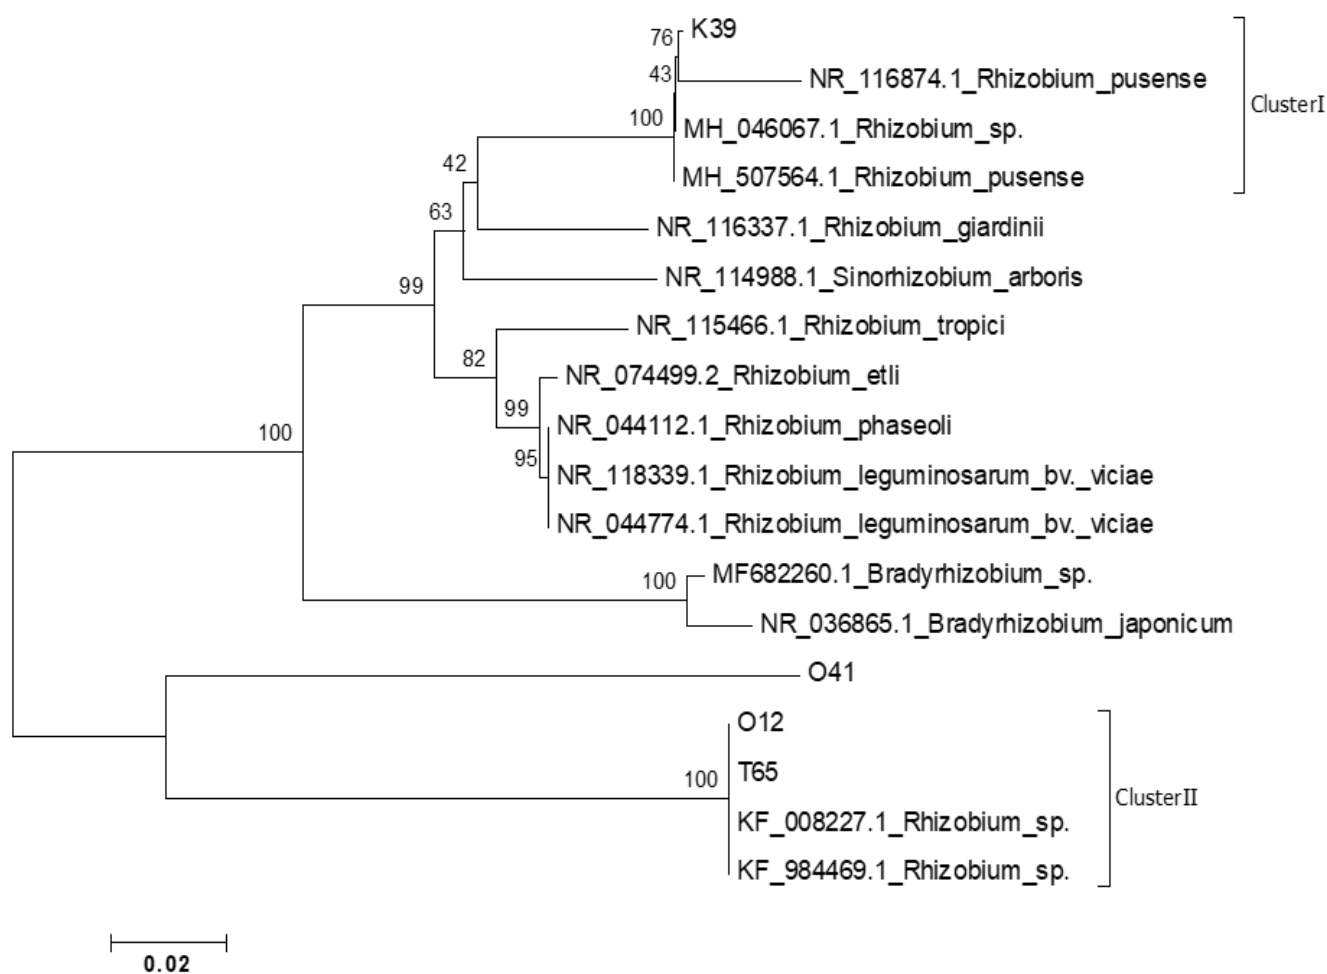 K39
76
NR_116874.1_Rhizobium_pusense
43
ClusterI
100
MH_046067.1_Rhizobium_sp.
MH_507564.1_Rhizobium_pusense
42
NR_116337.1_Rhizobium_giardinii
63
NR_114988.1_Sinorhizobium_arboris
99
NR_115466.1_Rhizobium_tropici
82
NR_074499.2_Rhizobium_etli
99
NR_044112.1_Rhizobium_phaseoli
100
95
NR_118339.1_Rhizobium_leguminosarum_bv._viciae
NR_044774.1_Rhizobium_leguminosarum_bv._viciae
MF682260.1_Bradyrhizobium_sp.
100
NR_036865.1_Bradyrhizobium_japonicum
O41
O12
T65
100
ClusterII
KF_008227.1_Rhizobium_sp.
KF_984469.1_Rhizobium_sp.
0.02